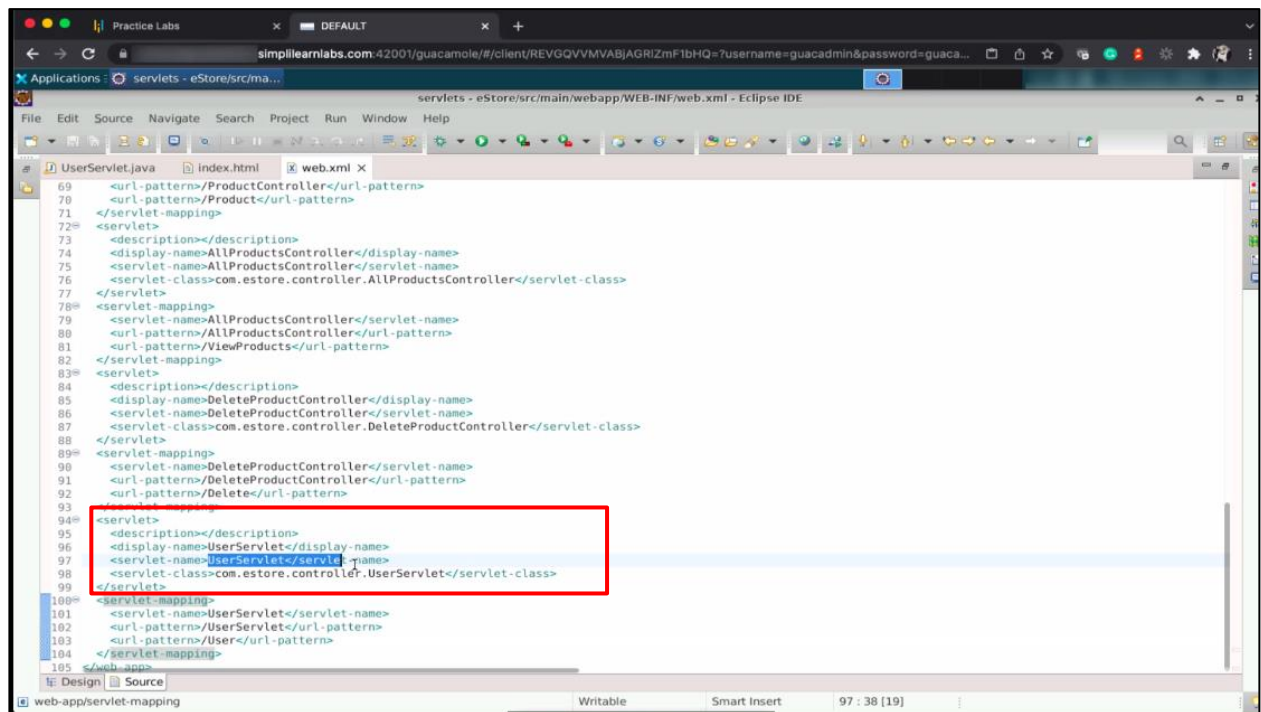 Practice Labs
DEFAULT
simplilearnlabs.com:42001/guacamole/#/client/REVGQVVMVABjAGRIZmF1bHQ=?username=guacadmin&password=guaca...
Applications : servlets - eStore/src/ma...
servlets - eStore/src/main/webapp/WEB-INF/web.xml - Eclipse IDE
File Edit Source Navigate Search Project Run Window Help
UserServlet.java index.html web.xml
69 <url-pattern>/ProductController</url-pattern>
70 <url-pattern>/Product</url-pattern>
71 </servlet-mapping>
72 <servlet>
73 <description></description>
74 <display-name>AllProductsController</display-name>
75 <servlet-name>AllProductsController</servlet-name>
76 <servlet-class>com.estore.controller.AllProductsController</servlet-class>
77 </servlet>
78 <servlet-mapping>
79 <servlet-name>AllProductsController</servlet-name>
80 <url-pattern>/AllProductsController</url-pattern>
81 <url-pattern>/ViewProducts</url-pattern>
82 </servlet-mapping>
83 <servlet>
84 <description></description>
85 <display-name>DeleteProductController</display-name>
86 <servlet-name>DeleteProductController</servlet-name>
87 <servlet-class>com.estore.controller.DeleteProductController</servlet-class>
88 </servlet>
89 <servlet-mapping>
90 <servlet-name>DeleteProductController</servlet-name>
91 <url-pattern>/DeleteProductController</url-pattern>
92 <url-pattern>/Delete</url-pattern>
93 </servlet-mapping>
94 <servlet>
95 <description></description>
96 <display-name>UserServlet</display-name>
97 <servlet-name>UserServlet</servlet-name>
98 <servlet-class>com.estore.controller.UserServlet</servlet-class>
99 </servlet>
100 <servlet-mapping>
101 <servlet-name>UserServlet</servlet-name>
102 <url-pattern>/UserServlet</url-pattern>
103 <url-pattern>/User</url-pattern>
104 </servlet-mapping>
105 </web-app>
Design Source
web-app/servlet-mapping Writable Smart Insert 97 : 38 [19]